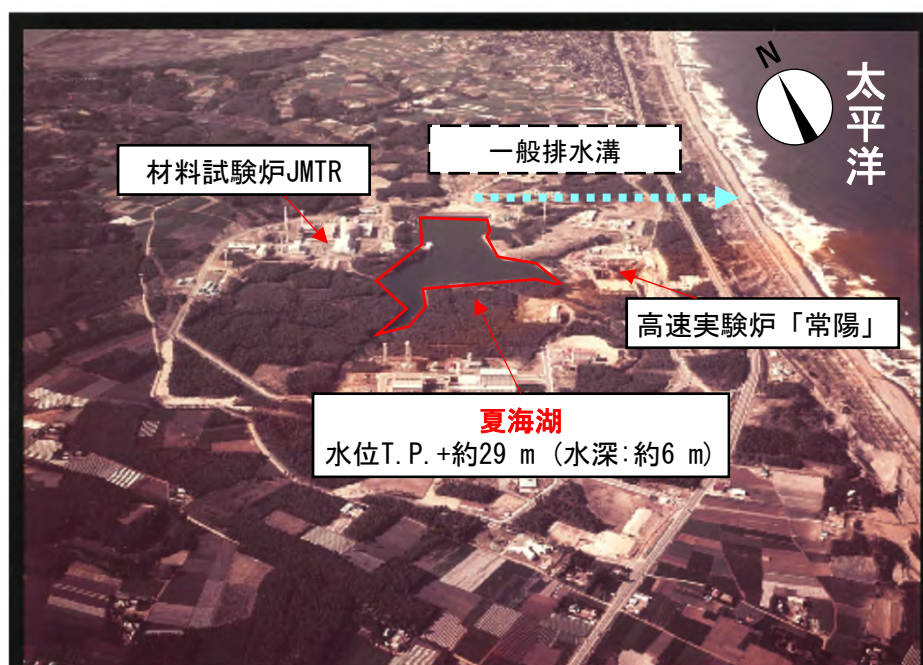 N
太平洋
一般排水溝
材料試験炉JMTR
高速実験炉「常陽」
夏海湖
水位T.P.+約29 m (水深:約6 m)